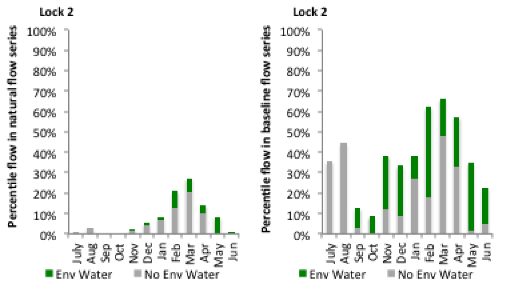 Lock 2
Percentile flow in natural flow series
100%
90%
80%
70%
60%
50%
40%
30%
20%
10%
0%
July Aug Sep Oct Nov Dec Jan Feb Mar Apr May Jun
Env Water No Env Water
Lock 2
Percentile flow in baseline flow series
100%
90%
80%
70%
60%
50%
40%
30%
20%
10%
0%
July Aug Sep Oct Nov Dec Jan Feb Mar Apr May Jun
Env Water No Env Water